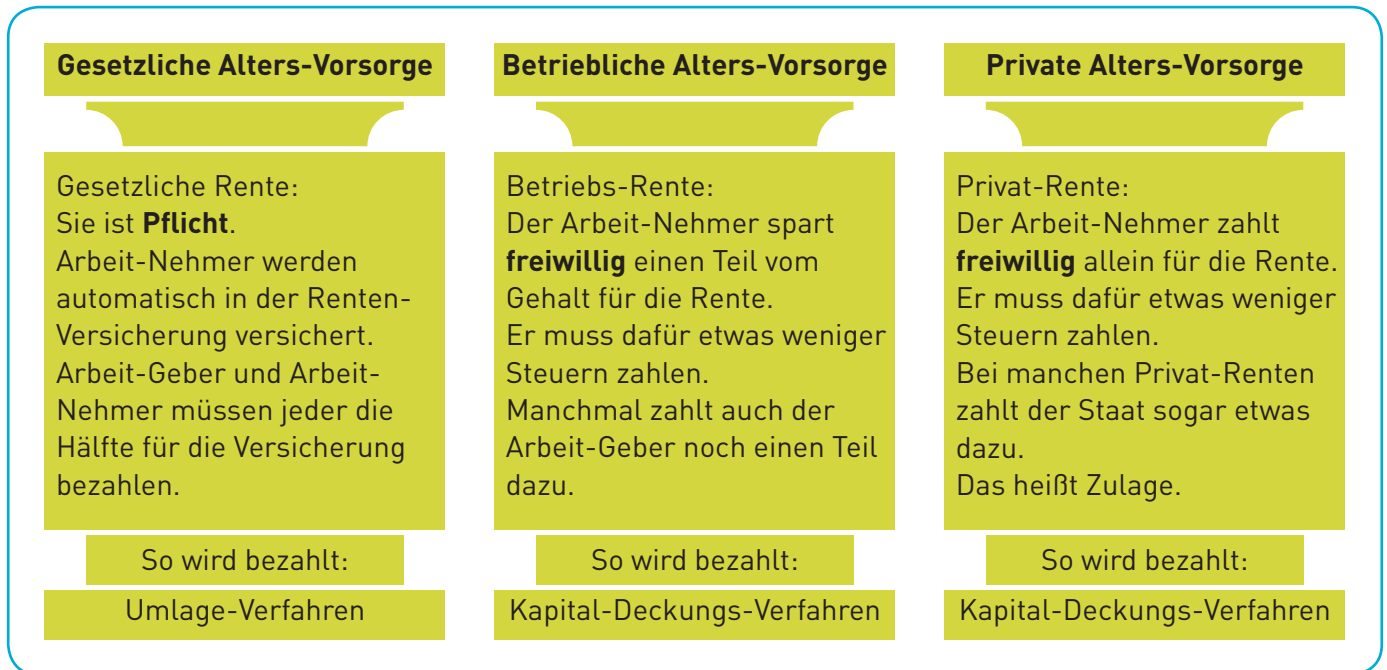 Gesetzliche Alters-Vorsorge
Gesetzliche Rente:
Sie ist Pflicht.
Arbeit-Nehmer werden
automatisch in der Renten-
Versicherung versichert.
Arbeit-Geber und Arbeit-
Nehmer müssen jeder die
Hälfte für die Versicherung
bezahlen.
So wird bezahlt:
Umlage-Verfahren
Betriebliche Alters-Vorsorge
Betriebs-Rente:
Der Arbeit-Nehmer spart
freiwillig einen Teil vom
Gehalt für die Rente.
Er muss dafür etwas weniger
Steuern zahlen.
Manchmal zahlt auch der
Arbeit-Geber noch einen Teil
dazu.
So wird bezahlt:
Kapital-Deckungs-Verfahren
Private Alters-Vorsorge
Privat-Rente:
Der Arbeit-Nehmer zahlt
freiwillig allein für die Rente.
Er muss dafür etwas weniger
Steuern zahlen.
Bei manchen Privat-Renten
zahlt der Staat sogar etwas
dazu.
Das heißt Zulage.
So wird bezahlt:
Kapital-Deckungs-Verfahren